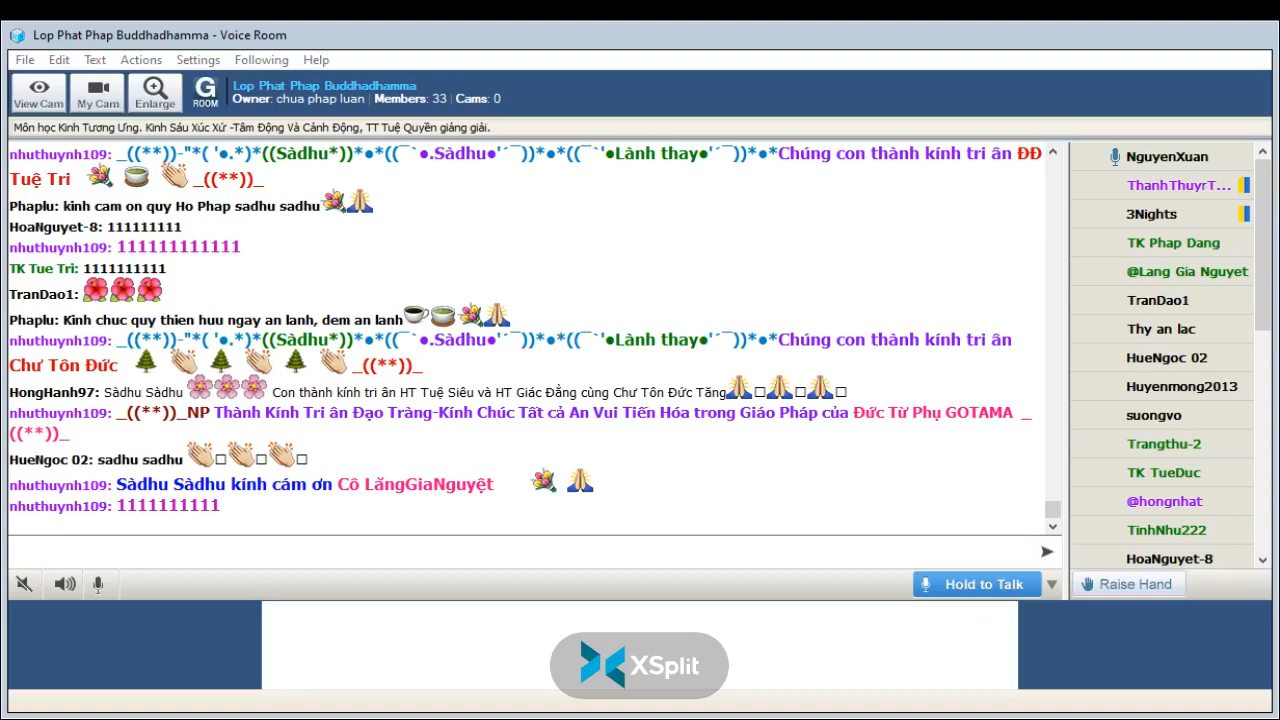 Lop Phat Phap Buddhadhamma - Voice Room
File Edit Text Actions Settings Following Help
View Cam My Cam Enlarge G ROOM
Lop Phat Phap Buddhadhamma
Owner: chua phap luan | Members: 33 | Cams: 0
Môn học Kinh Tương Ưng. Kinh Sáu Xúc Xứ -Tâm Động Và Cảnh Động, TT Tuệ Quyền giảng giải.
nhuthuynh109: _((**))-"*( '●.*)*((Sàdhu*))*●*((¯`●.Sàdhu●'´¯))*●*((¯`'●Lành thay●''´¯))*●*Chúng con thành kính tri ân ĐĐ
Tuệ Tri _((**))_
Phaplu: kinh cam on quy Ho Phap sadhu sadhu
HoaNguyet-8: 111111111
nhuthuynh109: 111111111111
TK Tue Tri: 1111111111
TranDao1:
Phaplu: Kinh chuc quy thien huu ngay an lanh, dem an lanh
nhuthuynh109: _((**))-"*( '●.*)*((Sàdhu*))*●*((¯`●.Sàdhu●'´¯))*●*((¯`'●Lành thay●''´¯))*●*Chúng con thành kính tri ân
Chư Tôn Đức _((**))_
HongHanh97: Sàdhu Sàdhu Con thành kính tri ân HT Tuệ Siêu và HT Giác Đẳng cùng Chư Tôn Đức Tăng
nhuthuynh109: _((**))_NP Thành Kính Tri ân Đạo Tràng-Kính Chúc Tất cả An Vui Tiến Hóa trong Giáo Pháp của Đức Từ Phụ GOTAMA _
((**))_
HueNgoc 02: sadhu sadhu
nhuthuynh109: Sàdhu Sàdhu kính cám ơn Cô LăngGiaNguyệt
nhuthuynh109: 1111111111
Hold to Talk
NguyenXuan
ThanhThuyrT...
3Nights
TK Phap Dang
@Lang Gia Nguyet
TranDao1
Thy an lac
HueNgoc 02
Huyenmong2013
suongvo
Trangthu-2
TK TueDuc
@hongnhat
TinhNhu222
HoaNguyet-8
Raise Hand
XSplit